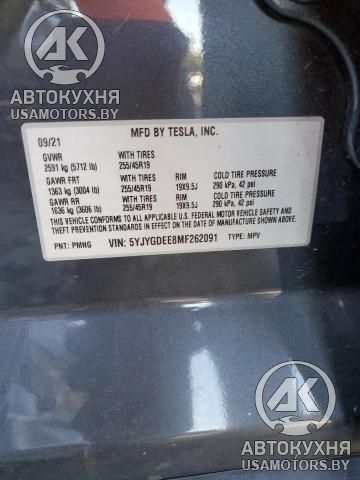 АК
АВТОКУХНЯ
USAMOTORS.BY
MFD BY TESLA, INC.
09/21
GVWR WITH TIRES
2591 kg (5712 lb) 255/45R19
GAWR FRT WITH TIRES RIM COLD TIRE PRESSURE
1363 kg (3004 lb) 255/45R19 19X9.5J 290 kPa, 42 psi
GAWR RR WITH TIRES RIM COLD TIRE PRESSURE
1636 kg (3606 lb) 255/45R19 19X9.5J 290 kPa, 42 psi
THIS VEHICLE CONFORMS TO ALL APPLICABLE U.S. FEDERAL MOTOR VEHICLE SAFETY AND
THEFT PREVENTION STANDARDS IN EFFECT ON THE DATE OF MANUFACTURE SHOWN ABOVE.
PNT: PMNG VIN: 5YJYGDEE8MF262091 TYPE: MPV
АК
АВТОКУХНЯ
USAMOTORS.BY